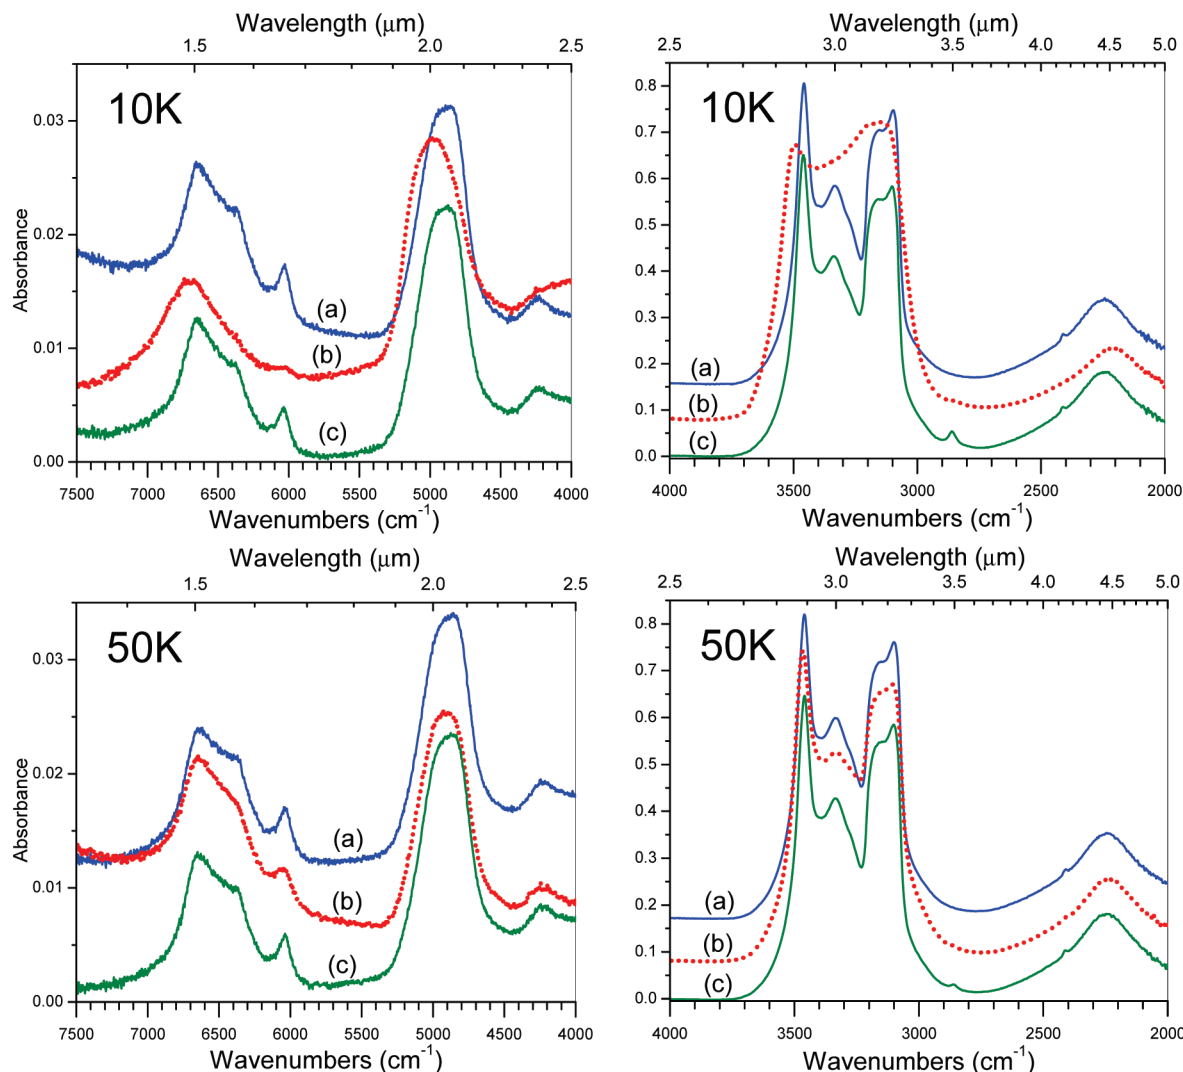 Wavelength (μm)
1.5 2.0 2.5
10K
Absorbance
0.03
0.02
0.01
0.00
(a)
(b)
(c)
7500 7000 6500 6000 5500 5000 4500 4000
Wavenumbers (cm-1)
Wavelength (μm)
2.5 3.0 3.5 4.0 4.5 5.0
10K
0.8
0.7
0.6
0.5
0.4
0.3
0.2
0.1
0.0
(a)
(b)
(c)
4000 3500 3000 2500 2000
Wavenumbers (cm-1)
Wavelength (μm)
1.5 2.0 2.5
50K
Absorbance
0.03
0.02
0.01
0.00
(a)
(b)
(c)
7500 7000 6500 6000 5500 5000 4500 4000
Wavenumbers (cm-1)
Wavelength (μm)
2.5 3.0 3.5 4.0 4.5 5.0
50K
0.8
0.7
0.6
0.5
0.4
0.3
0.2
0.1
0.0
(a)
(b)
(c)
4000 3500 3000 2500 2000
Wavenumbers (cm-1)